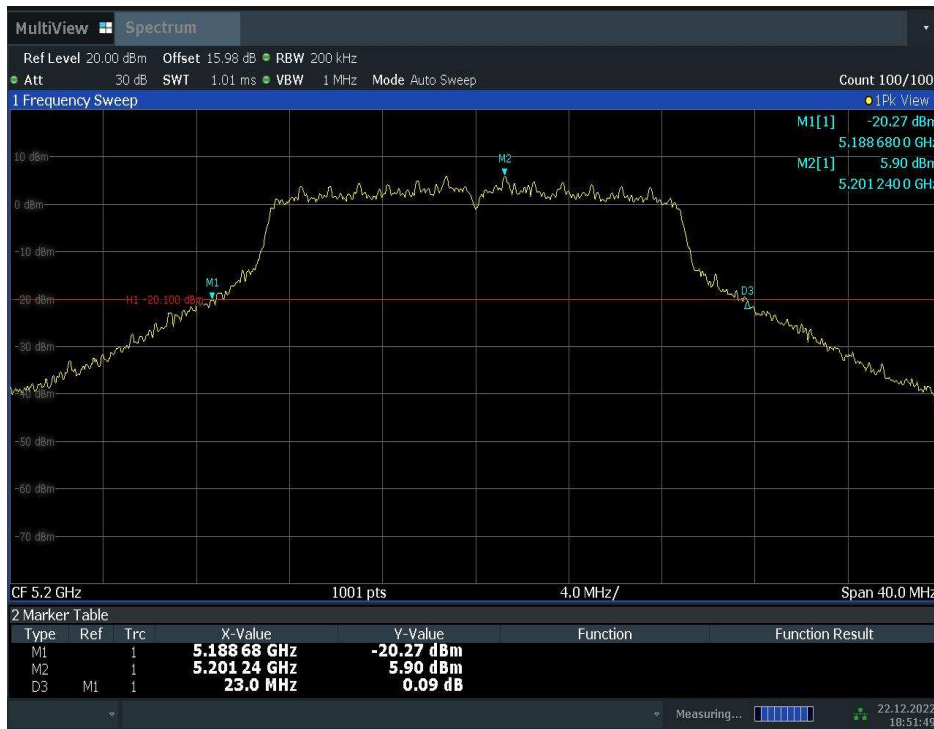 MultiView Spectrum
Ref Level 20.00 dBm Offset 15.98 dB RBW 200 kHz
Att 30 dB SWT 1.01 ms VBW 1 MHz Mode Auto Sweep Count 100/100
1 Frequency Sweep 1Pk View
M1[1] -20.27 dBm
5.188 680 0 GHz
M2[1] 5.90 dBm
5.201 240 0 GHz
10 dBm
M2
0 dBm
-10 dBm
M1
D3
-20 dBm H1 -20.100 dBm
-30 dBm
-40 dBm
-50 dBm
-60 dBm
-70 dBm
CF 5.2 GHz 1001 pts 4.0 MHz/ Span 40.0 MHz
2 Marker Table
Type Ref Trc X-Value Y-Value Function Function Result
M1 1 5.188 68 GHz -20.27 dBm
M2 1 5.201 24 GHz 5.90 dBm
D3 M1 1 23.0 MHz 0.09 dB
Measuring... 22.12.2022
18:51:49